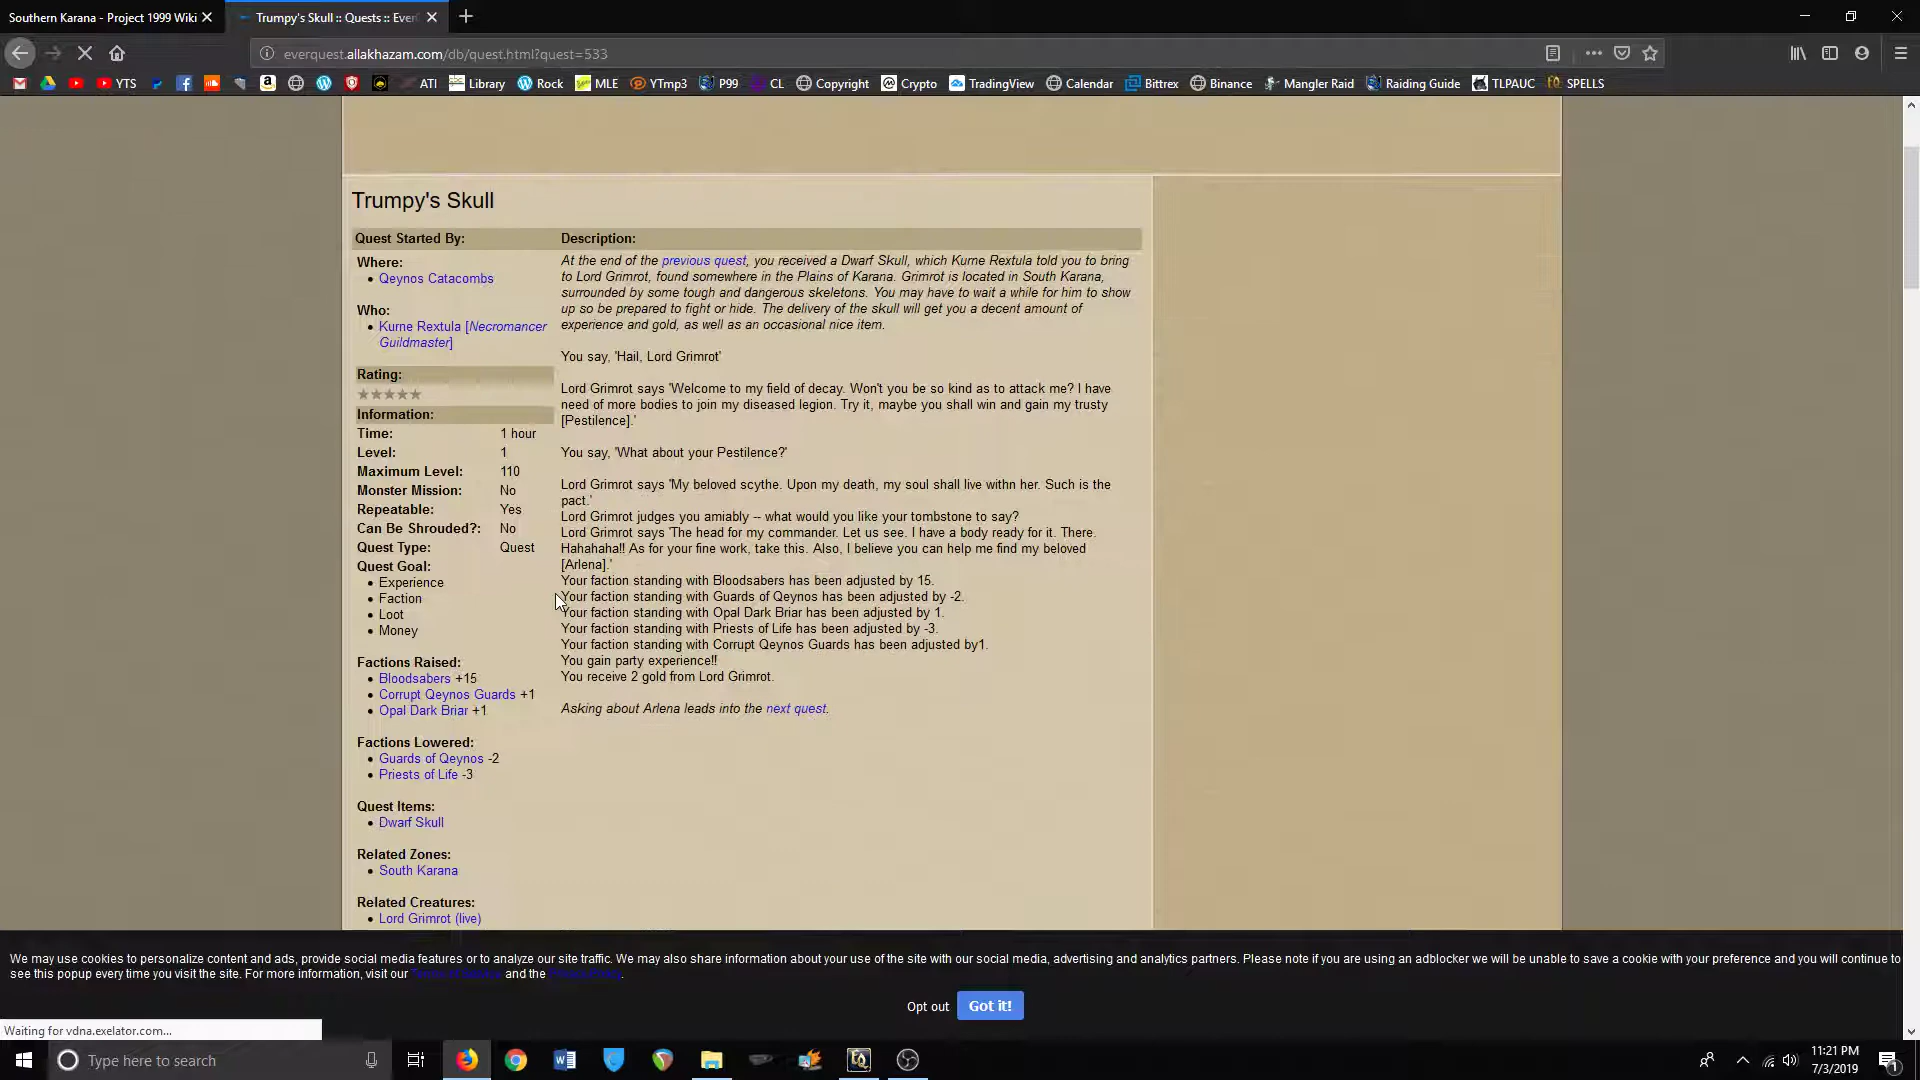 Southern Karana - Project 1999 Wiki
Trumpy's Skull :: Quests :: Ever
everquest.allakhazam.com/db/quest.html?quest=533
YTS
ATI
Library
Rock
MLE
YTmp3
P99
CL
Copyright
Crypto
TradingView
Calendar
Bittrex
Binance
Mangler Raid
Raiding Guide
TLPAUC
SPELLS
Trumpy's Skull
Quest Started By:
Where:
Qeynos Catacombs
Who:
Kurne Rextula [Necromancer
Guildmaster]
Rating:
Information:
Time: 1 hour
Level: 1
Maximum Level: 110
Monster Mission: No
Repeatable: Yes
Can Be Shrouded?: No
Quest Type: Quest
Quest Goal:
Experience
Faction
Loot
Money
Factions Raised:
Bloodsabers +15
Corrupt Qeynos Guards +1
Opal Dark Briar +1
Factions Lowered:
Guards of Qeynos -2
Priests of Life -3
Quest Items:
Dwarf Skull
Related Zones:
South Karana
Related Creatures:
Lord Grimrot (live)
Description:
At the end of the previous quest, you received a Dwarf Skull, which Kurne Rextula told you to bring
to Lord Grimrot, found somewhere in the Plains of Karana. Grimrot is located in South Karana,
surrounded by some tough and dangerous skeletons. You may have to wait a while for him to show
up so be prepared to fight or hide. The delivery of the skull will get you a decent amount of
experience and gold, as well as an occasional nice item.
You say, 'Hail, Lord Grimrot'
Lord Grimrot says 'Welcome to my field of decay. Won't you be so kind as to attack me? I have
need of more bodies to join my diseased legion. Try it, maybe you shall win and gain my trusty
[Pestilence].'
You say, 'What about your Pestilence?'
Lord Grimrot says 'My beloved scythe. Upon my death, my soul shall live withn her. Such is the
pact.'
Lord Grimrot judges you amiably -- what would you like your tombstone to say?
Lord Grimrot says 'The head for my commander. Let us see. I have a body ready for it. There.
Hahahaha!! As for your fine work, take this. Also, I believe you can help me find my beloved
[Arlena].'
Your faction standing with Bloodsabers has been adjusted by 15.
Your faction standing with Guards of Qeynos has been adjusted by -2.
Your faction standing with Opal Dark Briar has been adjusted by 1.
Your faction standing with Priests of Life has been adjusted by -3.
Your faction standing with Corrupt Qeynos Guards has been adjusted by1.
You gain party experience!!
You receive 2 gold from Lord Grimrot.
Asking about Arlena leads into the next quest.
We may use cookies to personalize content and ads, provide social media features or to analyze our site traffic. We may also share information about your use of the site with our social media, advertising and analytics partners. Please note if you are using an adblocker we will be unable to save a cookie with your preference and you will continue to
see this popup every time you visit the site. For more information, visit our and the .
Opt out
Got it!
Waiting for vdna.exelator.com...
Type here to search
11:21 PM
7/3/2019
1